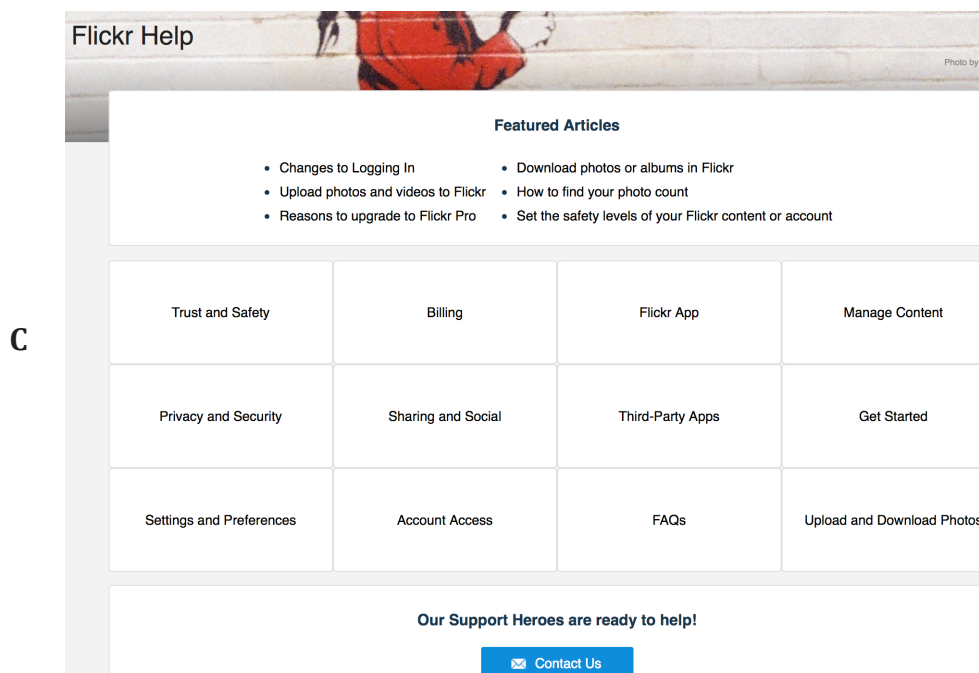 Flickr Help
Photo by
Featured Articles
Changes to Logging In
Upload photos and videos to Flickr
Reasons to upgrade to Flickr Pro
Download photos or albums in Flickr
How to find your photo count
Set the safety levels of your Flickr content or account
Trust and Safety
Billing
Flickr App
Manage Content
C
Privacy and Security
Sharing and Social
Third-Party Apps
Get Started
Settings and Preferences
Account Access
FAQs
Upload and Download Photos
Our Support Heroes are ready to help!
Contact Us